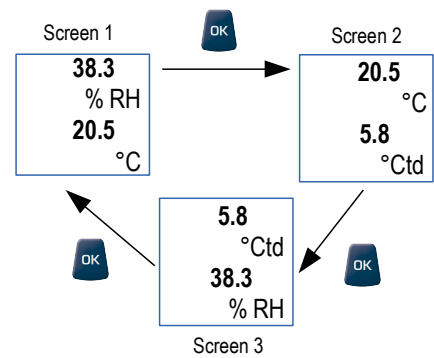 Screen 1
OK
Screen 2
38.3
% RH
20.5
°C
20.5
°C
5.8
°Ctd
5.8
°Ctd
38.3
% RH
OK
OK
Screen 3